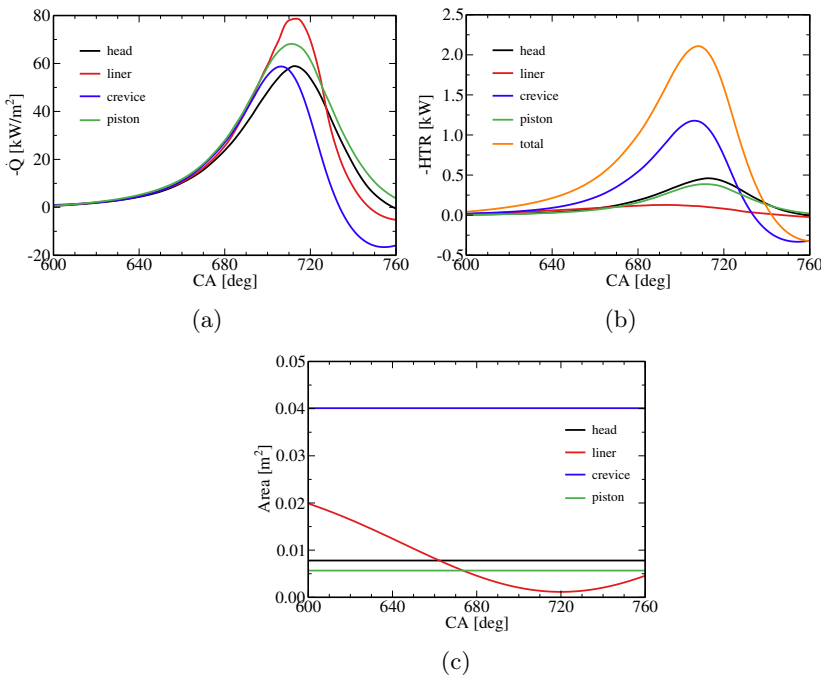 80
60
40
20
0
-20
-Q̇ [kW/m²]
head
liner
crevice
piston
600 640 680 720 760
CA [deg]
(a)
2.5
2.0
1.5
1.0
0.5
0.0
-0.5
-HTR [kW]
head
liner
crevice
piston
total
600 640 680 720 760
CA [deg]
(b)
0.05
0.04
0.03
0.02
0.01
0.00
Area [m²]
head
liner
crevice
piston
600 640 680 720 760
CA [deg]
(c)